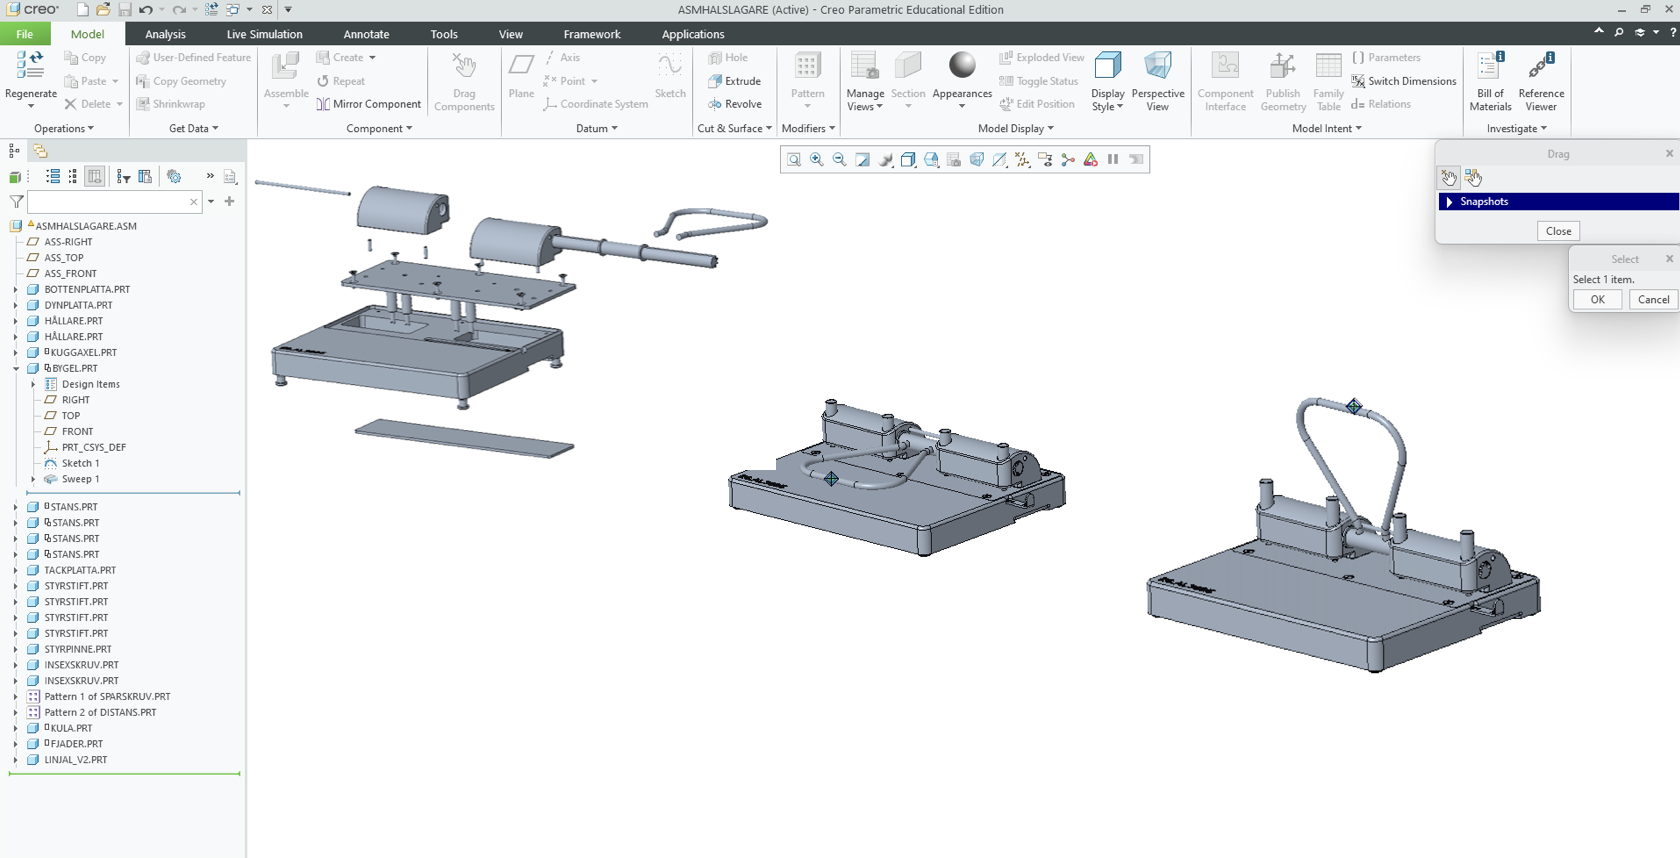 creo
ASMHALSLAGARE (Active) - Creo Parametric Educational Edition
File Model Analysis Live Simulation Annotate Tools View Framework Applications
Regenerate
Copy
Paste
Delete
Operations
User-Defined Feature
Copy Geometry
Shrinkwrap
Get Data
Assemble
Create
Repeat
Mirror Component
Component
Drag
Components
Plane
Axis
Point
Coordinate System
Sketch
Datum
Hole
Extrude
Revolve
Cut & Surface
Pattern
Modifiers
Manage
Views
Section
Appearances
Exploded View
Toggle Status
Edit Position
Display
Style
Perspective
View
Model Display
Component
Interface
Publish
Geometry
Family
Table
Parameters
Switch Dimensions
Relations
Model Intent
Bill of
Materials
Reference
Viewer
Investigate
ASMHALSLAGARE.ASM
ASS-RIGHT
ASS_TOP
ASS_FRONT
BOTTENPLATTA.PRT
DYNPLATTA.PRT
HÅLLARE.PRT
HÅLLARE.PRT
KUGGAXEL.PRT
BYGEL.PRT
Design Items
RIGHT
TOP
FRONT
PRT_CSYS_DEF
Sketch 1
Sweep 1
STANS.PRT
STANS.PRT
STANS.PRT
STANS.PRT
TACKPLATTA.PRT
STYRSTIFT.PRT
STYRSTIFT.PRT
STYRSTIFT.PRT
STYRSTIFT.PRT
STYRPINNE.PRT
INSEXSKRUV.PRT
INSEXSKRUV.PRT
Pattern 1 of SPARSKRUV.PRT
Pattern 2 of DISTANS.PRT
KULA.PRT
FJADER.PRT
LINJAL_V2.PRT
Drag
Snapshots
Close
Select
Select 1 item.
OK Cancel